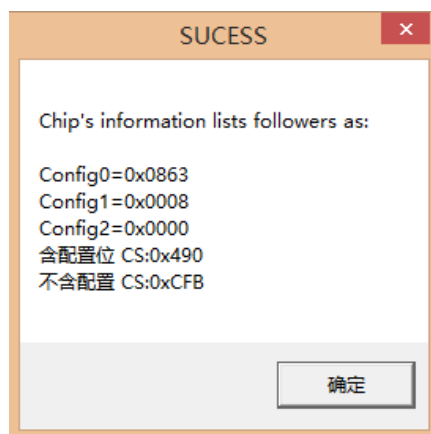 SUCESS
Chip's information lists followers as:
Config0=0x0863
Config1=0x0008
Config2=0x0000
含配置位 CS:0x490
不含配置 CS:0xCFB
确定